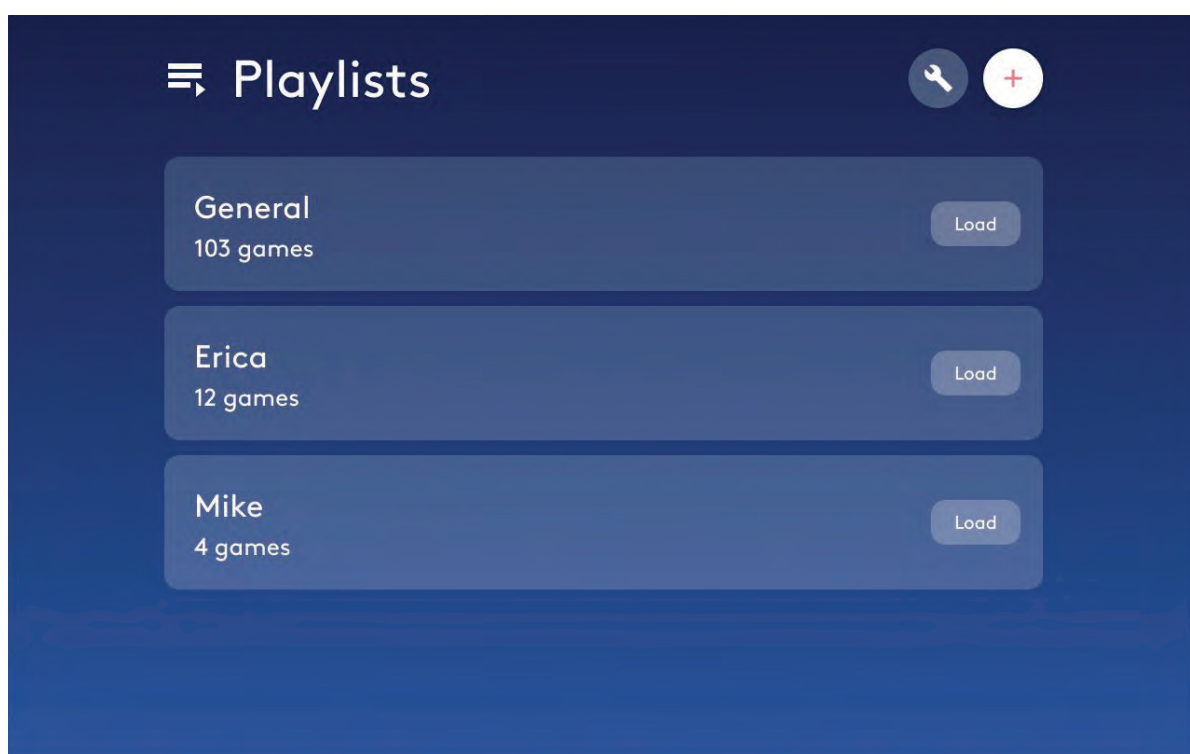 Playlists
General
103 games
Load
Erica
12 games
Load
Mike
4 games
Load